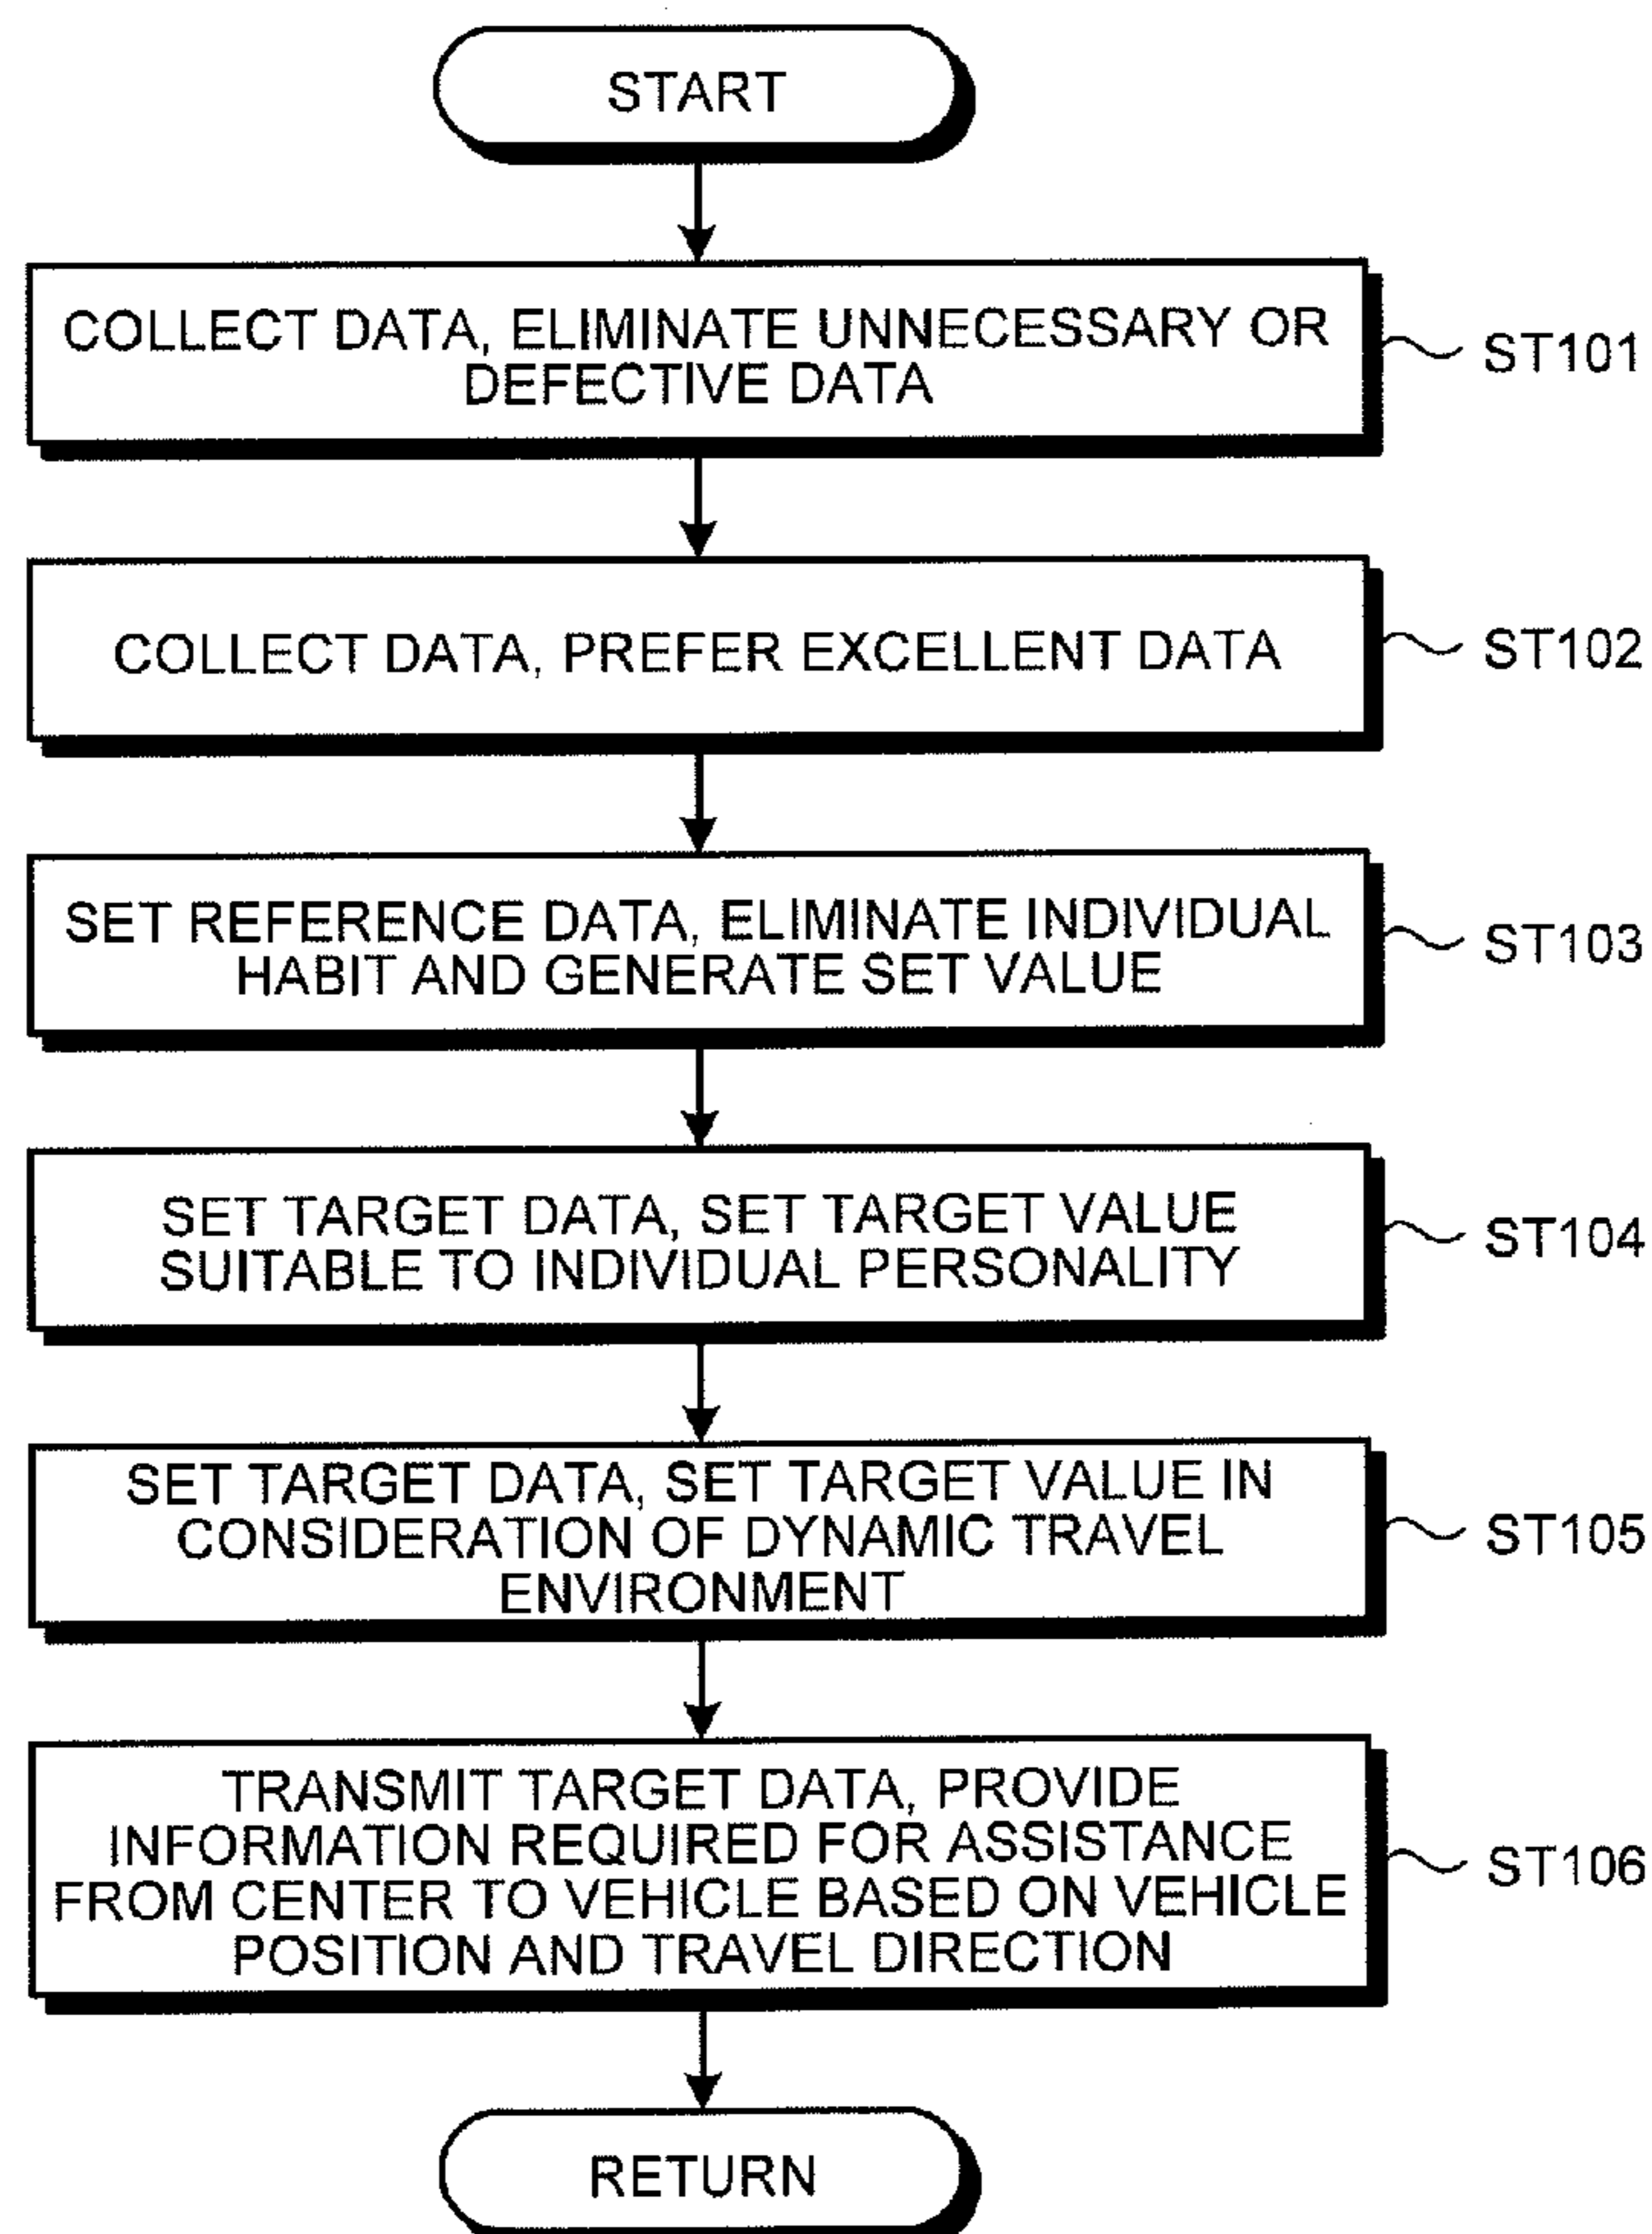 START
COLLECT DATA, ELIMINATE UNNECESSARY OR
DEFECTIVE DATA
ST101
COLLECT DATA, PREFER EXCELLENT DATA
ST102
SET REFERENCE DATA, ELIMINATE INDIVIDUAL
HABIT AND GENERATE SET VALUE
ST103
SET TARGET DATA, SET TARGET VALUE
SUITABLE TO INDIVIDUAL PERSONALITY
ST104
SET TARGET DATA, SET TARGET VALUE IN
CONSIDERATION OF DYNAMIC TRAVEL
ENVIRONMENT
ST105
TRANSMIT TARGET DATA, PROVIDE
INFORMATION REQUIRED FOR ASSISTANCE
FROM CENTER TO VEHICLE BASED ON VEHICLE
POSITION AND TRAVEL DIRECTION
ST106
RETURN